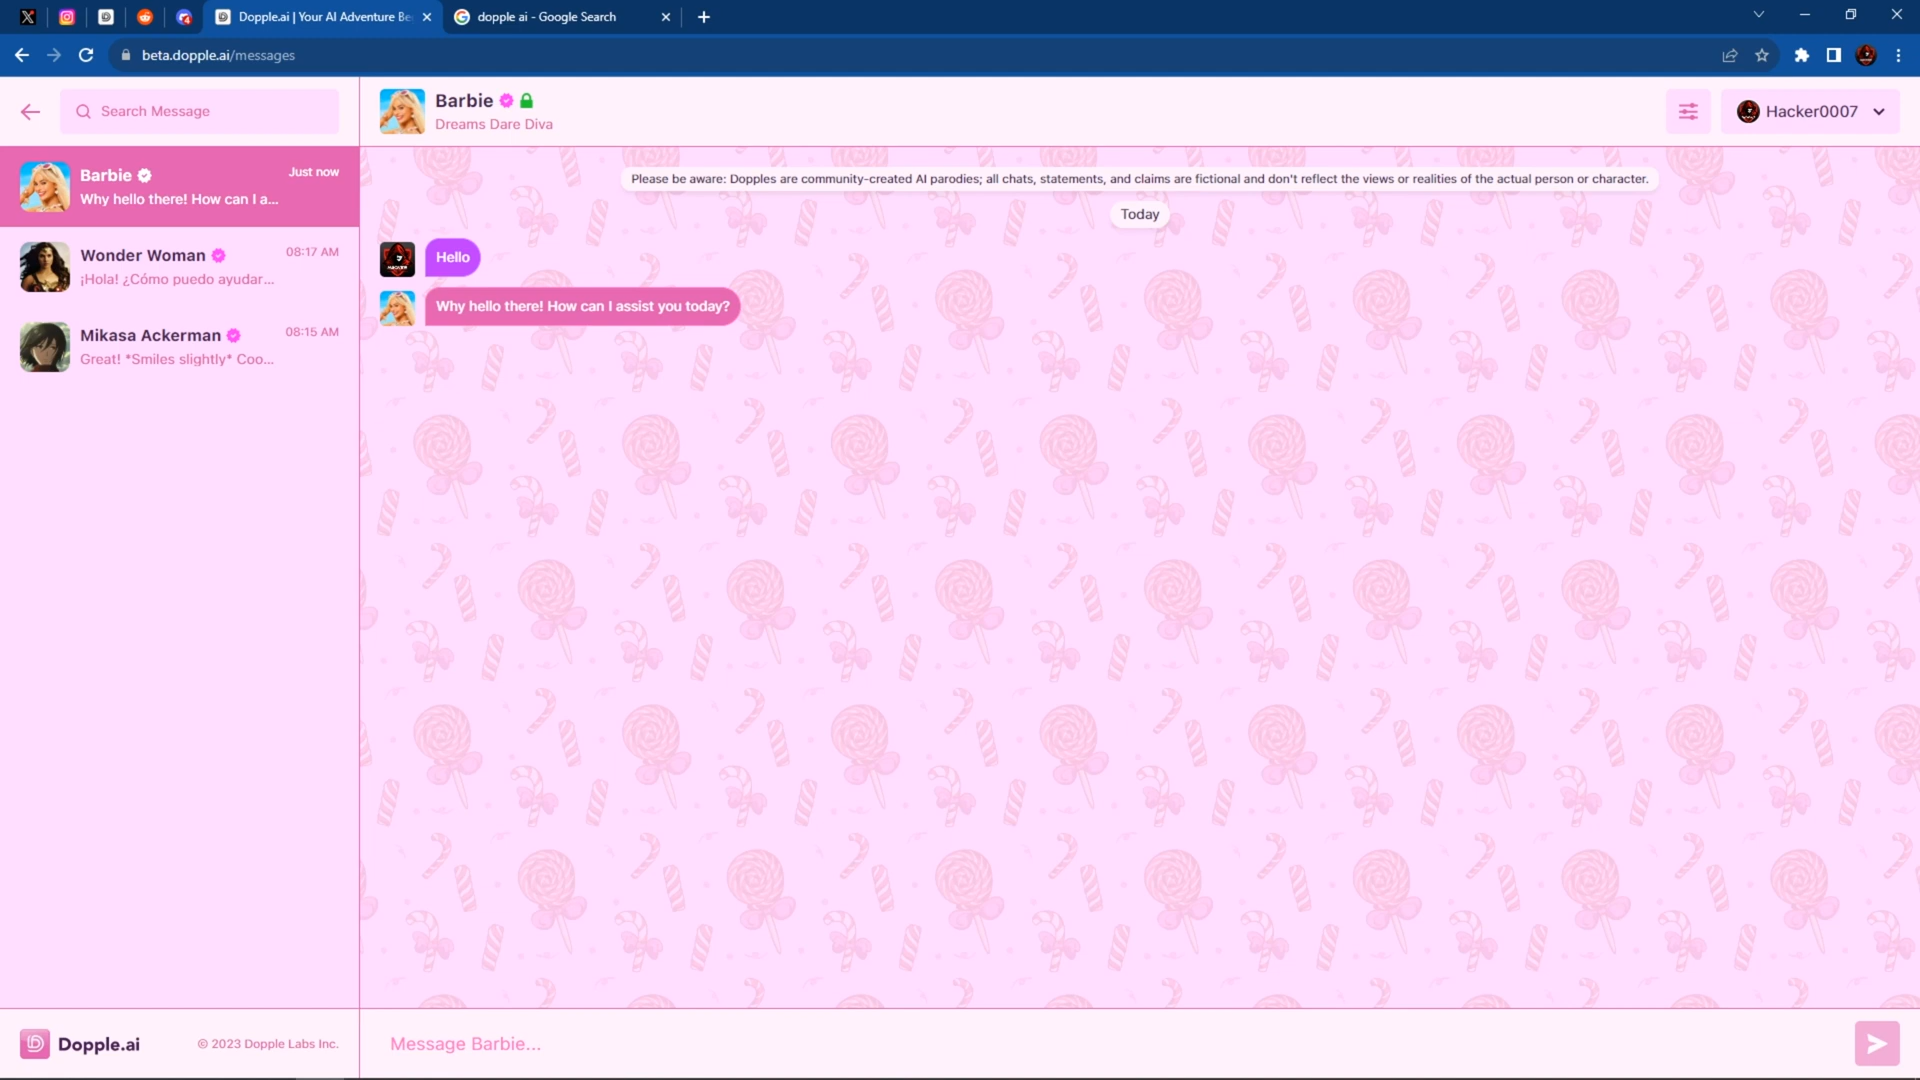 Dopple.ai | Your AI Adventure Be
dopple ai - Google Search
beta.dopple.ai/messages
Search Message
Barbie
Just now
Why hello there! How can I a...
Wonder Woman
08:17 AM
¡Hola! ¿Cómo puedo ayudar...
Mikasa Ackerman
08:15 AM
Great! *Smiles slightly* Coo...
Dopple.ai
© 2023 Dopple Labs Inc.
Barbie
Dreams Dare Diva
Hacker0007
Please be aware: Dopples are community-created AI parodies; all chats, statements, and claims are fictional and don't reflect the views or realities of the actual person or character.
Today
Hello
Why hello there! How can I assist you today?
Message Barbie...